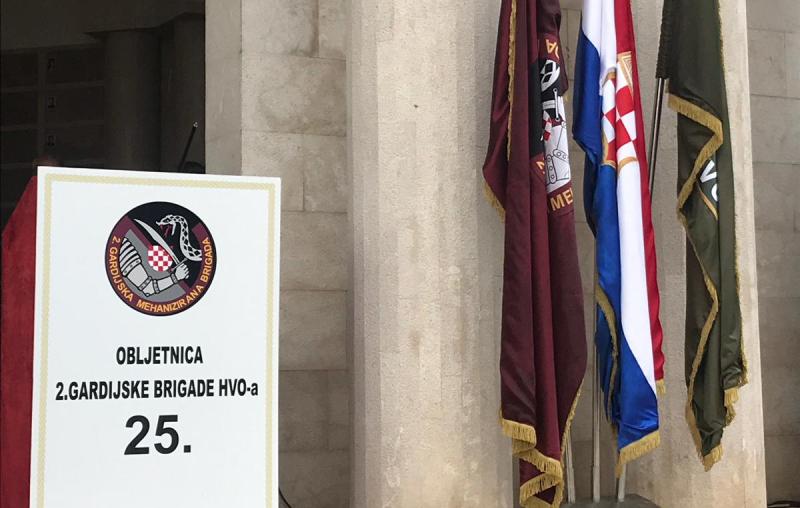 2. GARDIJSKA MEHANIZIRANA BRIGADA
OBLJETNICA
2.GARDIJSKE BRIGADE HVO-a
25.